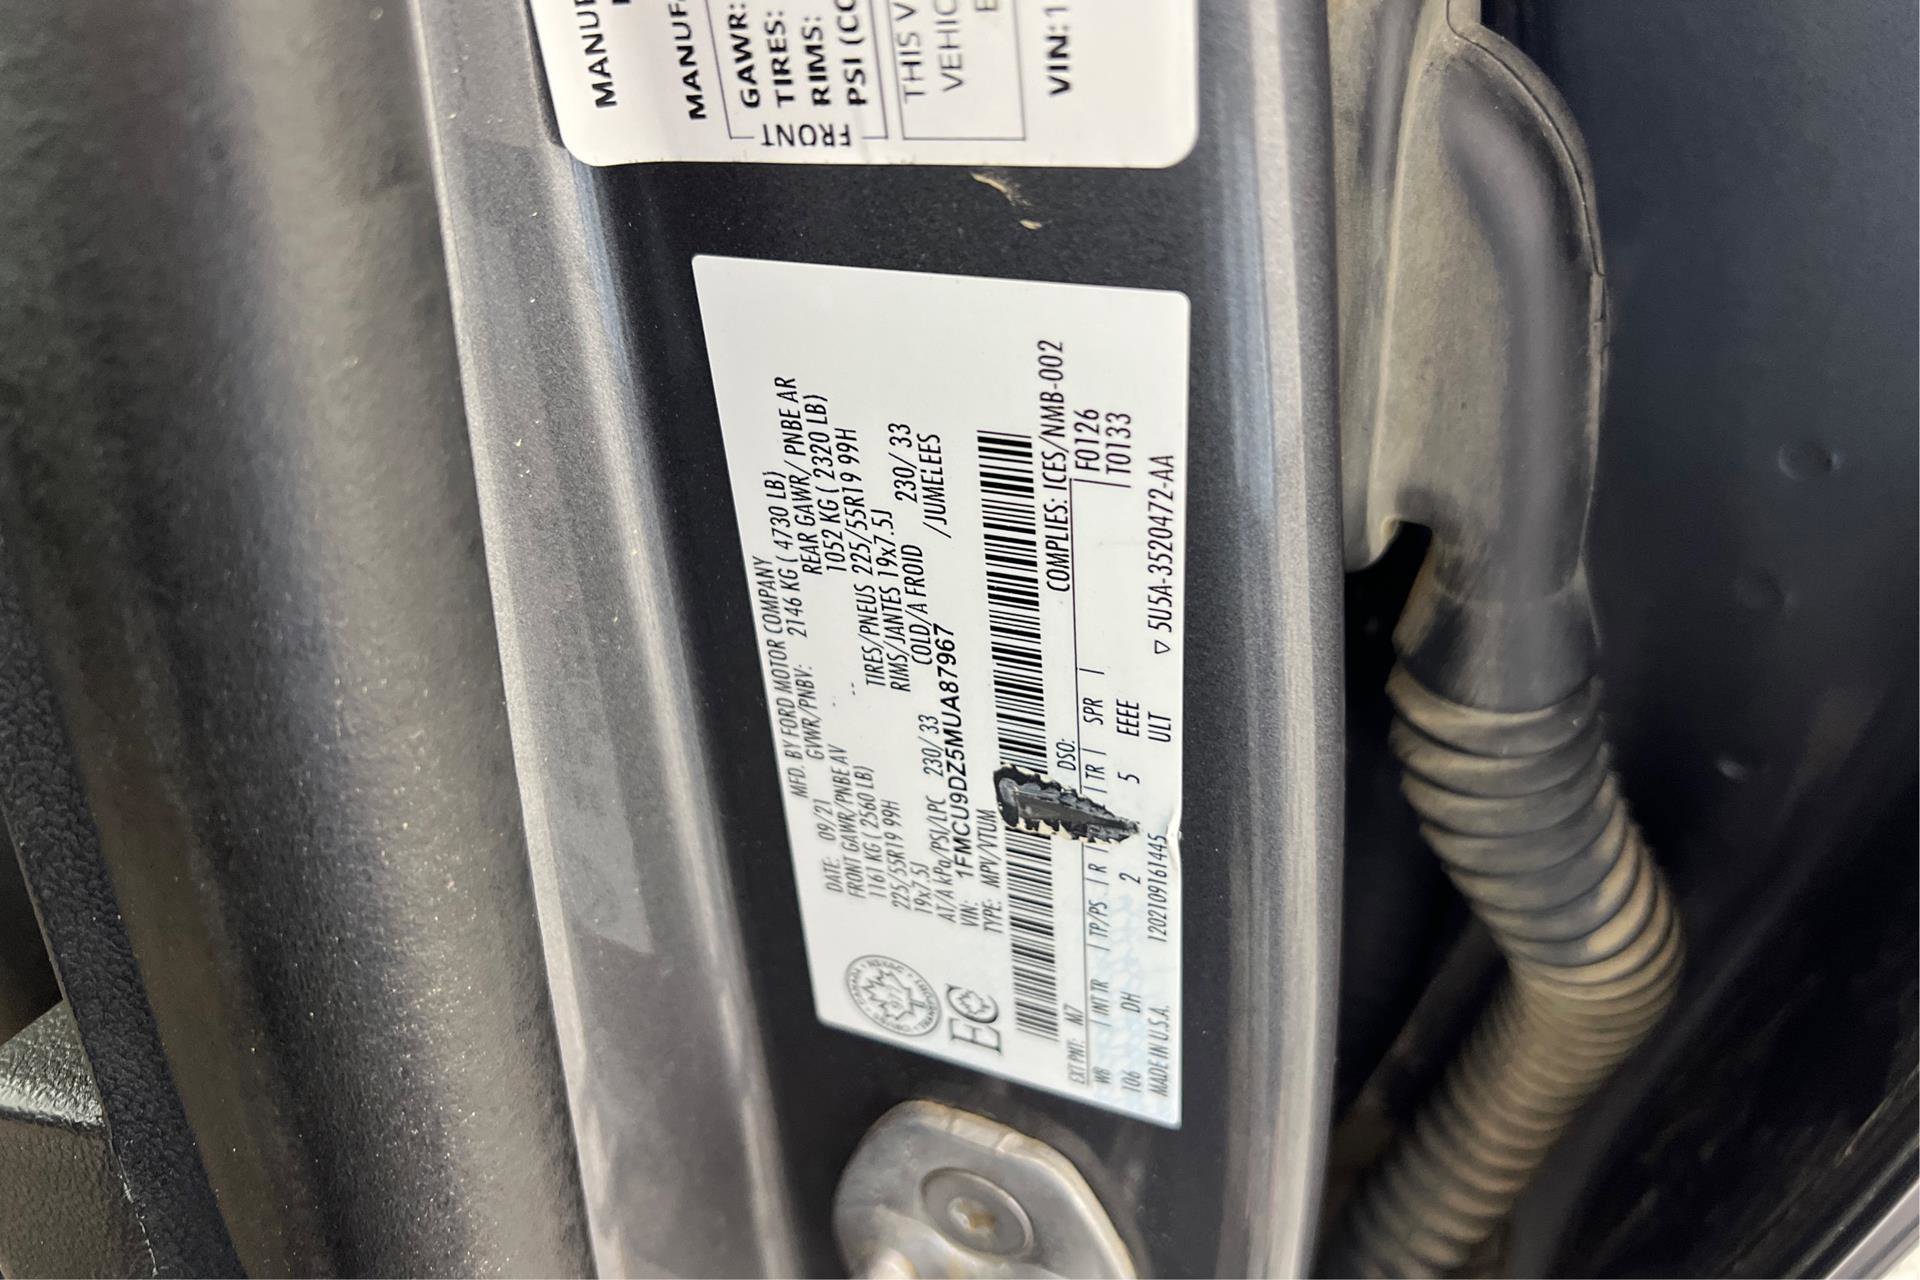 MANUF
GAWR:
TIRES:
RIMS:
PSI (CO
FRONT
THIS V
VEHIC
VIN: 1
MFD. BY FORD MOTOR COMPANY
DATE: 09/21 GVWR/PNBV: 2146 KG ( 4730 LB)
FRONT GAWR/PNBE AV REAR GAWR/ PNBE AR
1161 KG ( 2560 LB) 1052 KG ( 2320 LB)
225/55R19 99H TIRES/PNEUS 225/55R19 99H
19x7.5J RIMS/JANTES 19x7.5J
AT/A kPa/PSI/LPC 230/ 33 COLD/A FROID 230/ 33
VIN: 1FMCU9DZ5MUA87967 /JUMELEES
TYPE: MPV/VTUM
EC
COMPLIES: ICES/NMB-002
EXT PNT: M7 DSO: F0126
WB / INT TR / TP/PS / R / TR / SPR / T0133
106 DH 2 5 EEEE
MADE IN U.S.A. 1202109161445 ULT ▽ 5U5A-3520472-AA